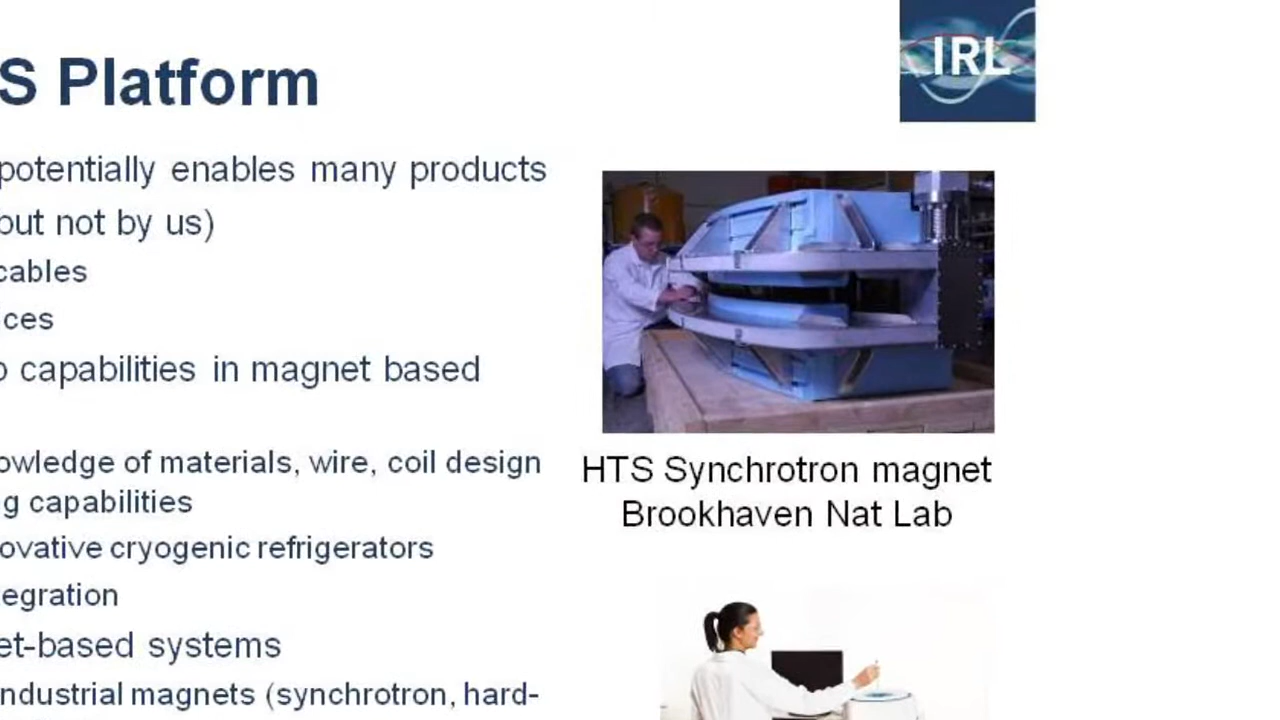 S Platform
IRL
potentially enables many products
but not by us)
cables
ces
capabilities in magnet based
owledge of materials, wire, coil design
g capabilities
HTS Synchrotron magnet
Brookhaven Nat Lab
ovative cryogenic refrigerators
egration
et-based systems
ndustrial magnets (synchrotron, hard-